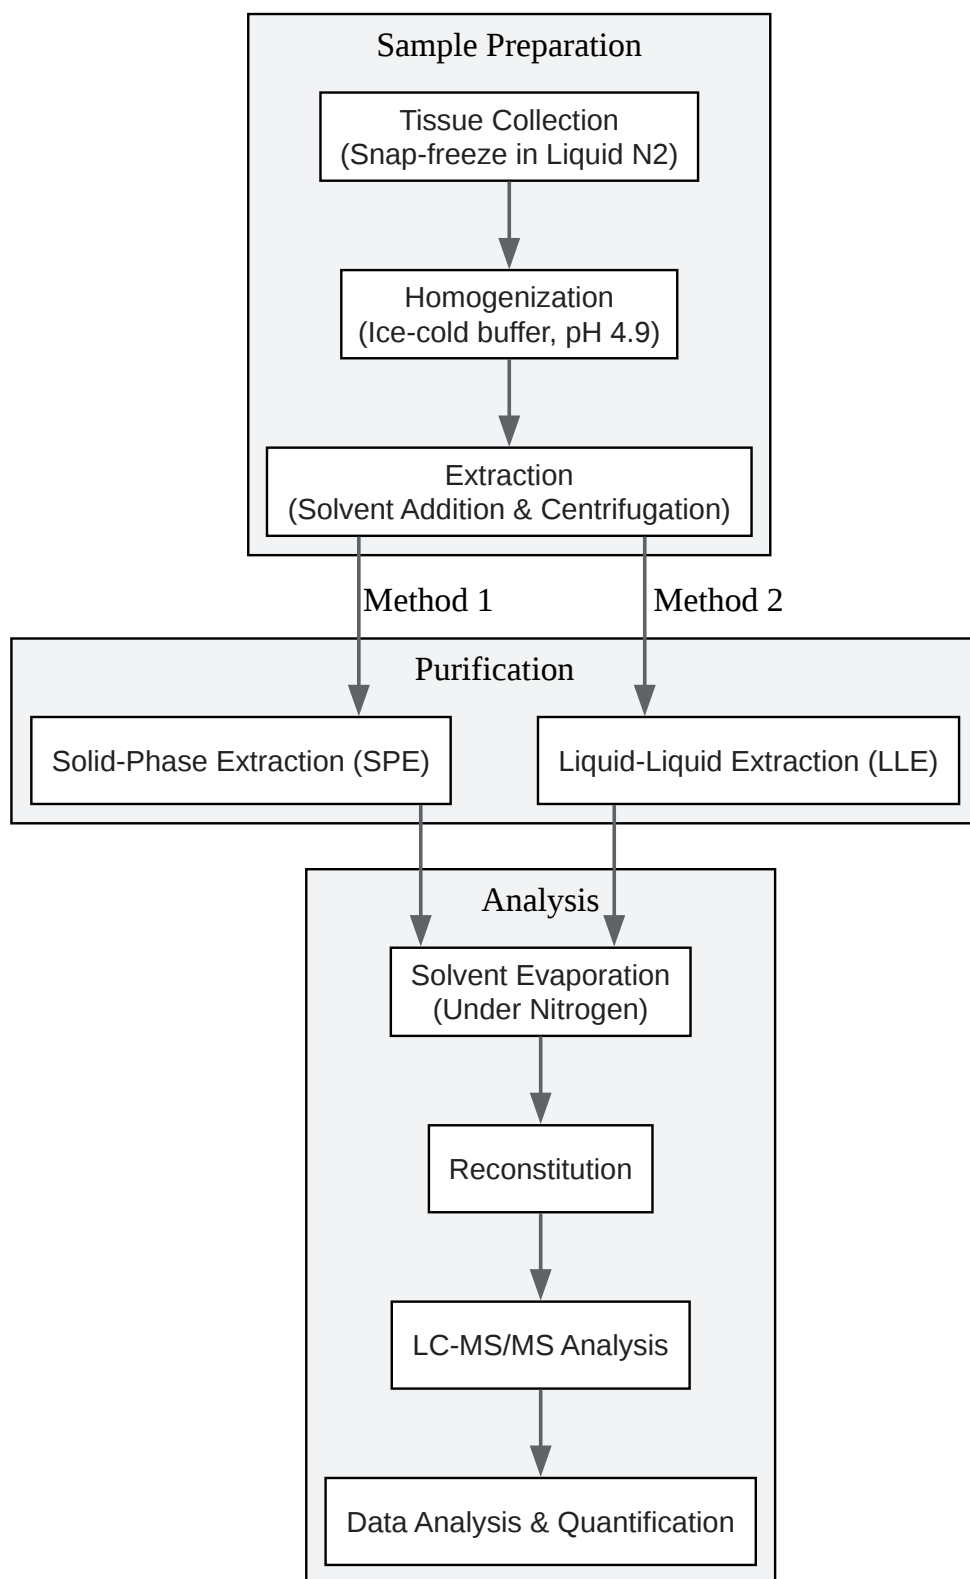 Sample Preparation
Tissue Collection
(Snap-freeze in Liquid N2)
Homogenization
(Ice-cold buffer, pH 4.9)
Extraction
(Solvent Addition & Centrifugation)
Method 1
Method 2
Purification
Solid-Phase Extraction (SPE)
Liquid-Liquid Extraction (LLE)
Analysis
Solvent Evaporation
(Under Nitrogen)
Reconstitution
LC-MS/MS Analysis
Data Analysis & Quantification